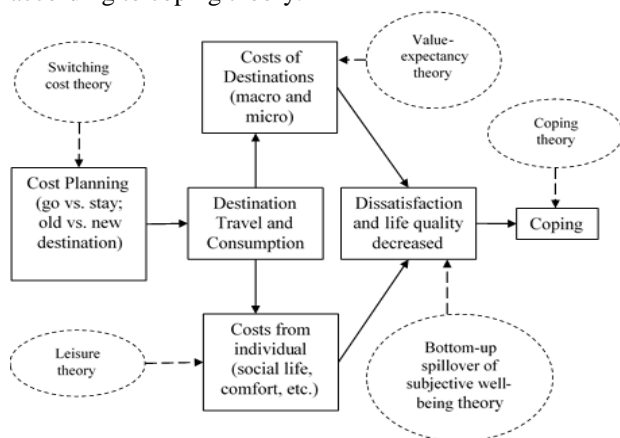 according to coping theory.
Switching
cost theory
Costs of
Destinations
(macro and
micro)
Value-
expectancy
theory
Coping
theory
Cost Planning
(go vs. stay;
old vs. new
destination)
Destination
Travel and
Consumption
Dissatisfaction
and life quality
decreased
Coping
Leisure
theory
Costs from
individual
(social life,
comfort, etc.)
Bottom-up
spillover of
subjective well-
being theory